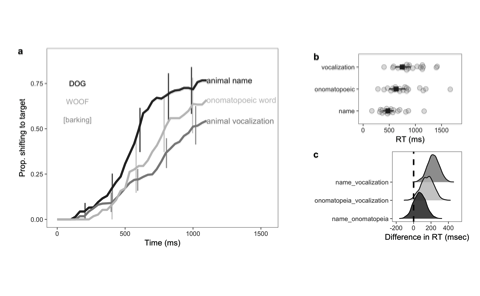 a
Prop. shifting to target
0.75
0.50
0.25
0.00
DOG
WOOF
[barking]
animal name
onomatopoeic word
animal vocalization
0
500
1000
1500
Time (ms)
b
vocalization
onomatopoeic
name
0
500
1000
1500
RT (ms)
c
name_vocalization
onomatopeia_vocalization
name_onomatopeia
-200
0
200
400
Difference in RT (msec)